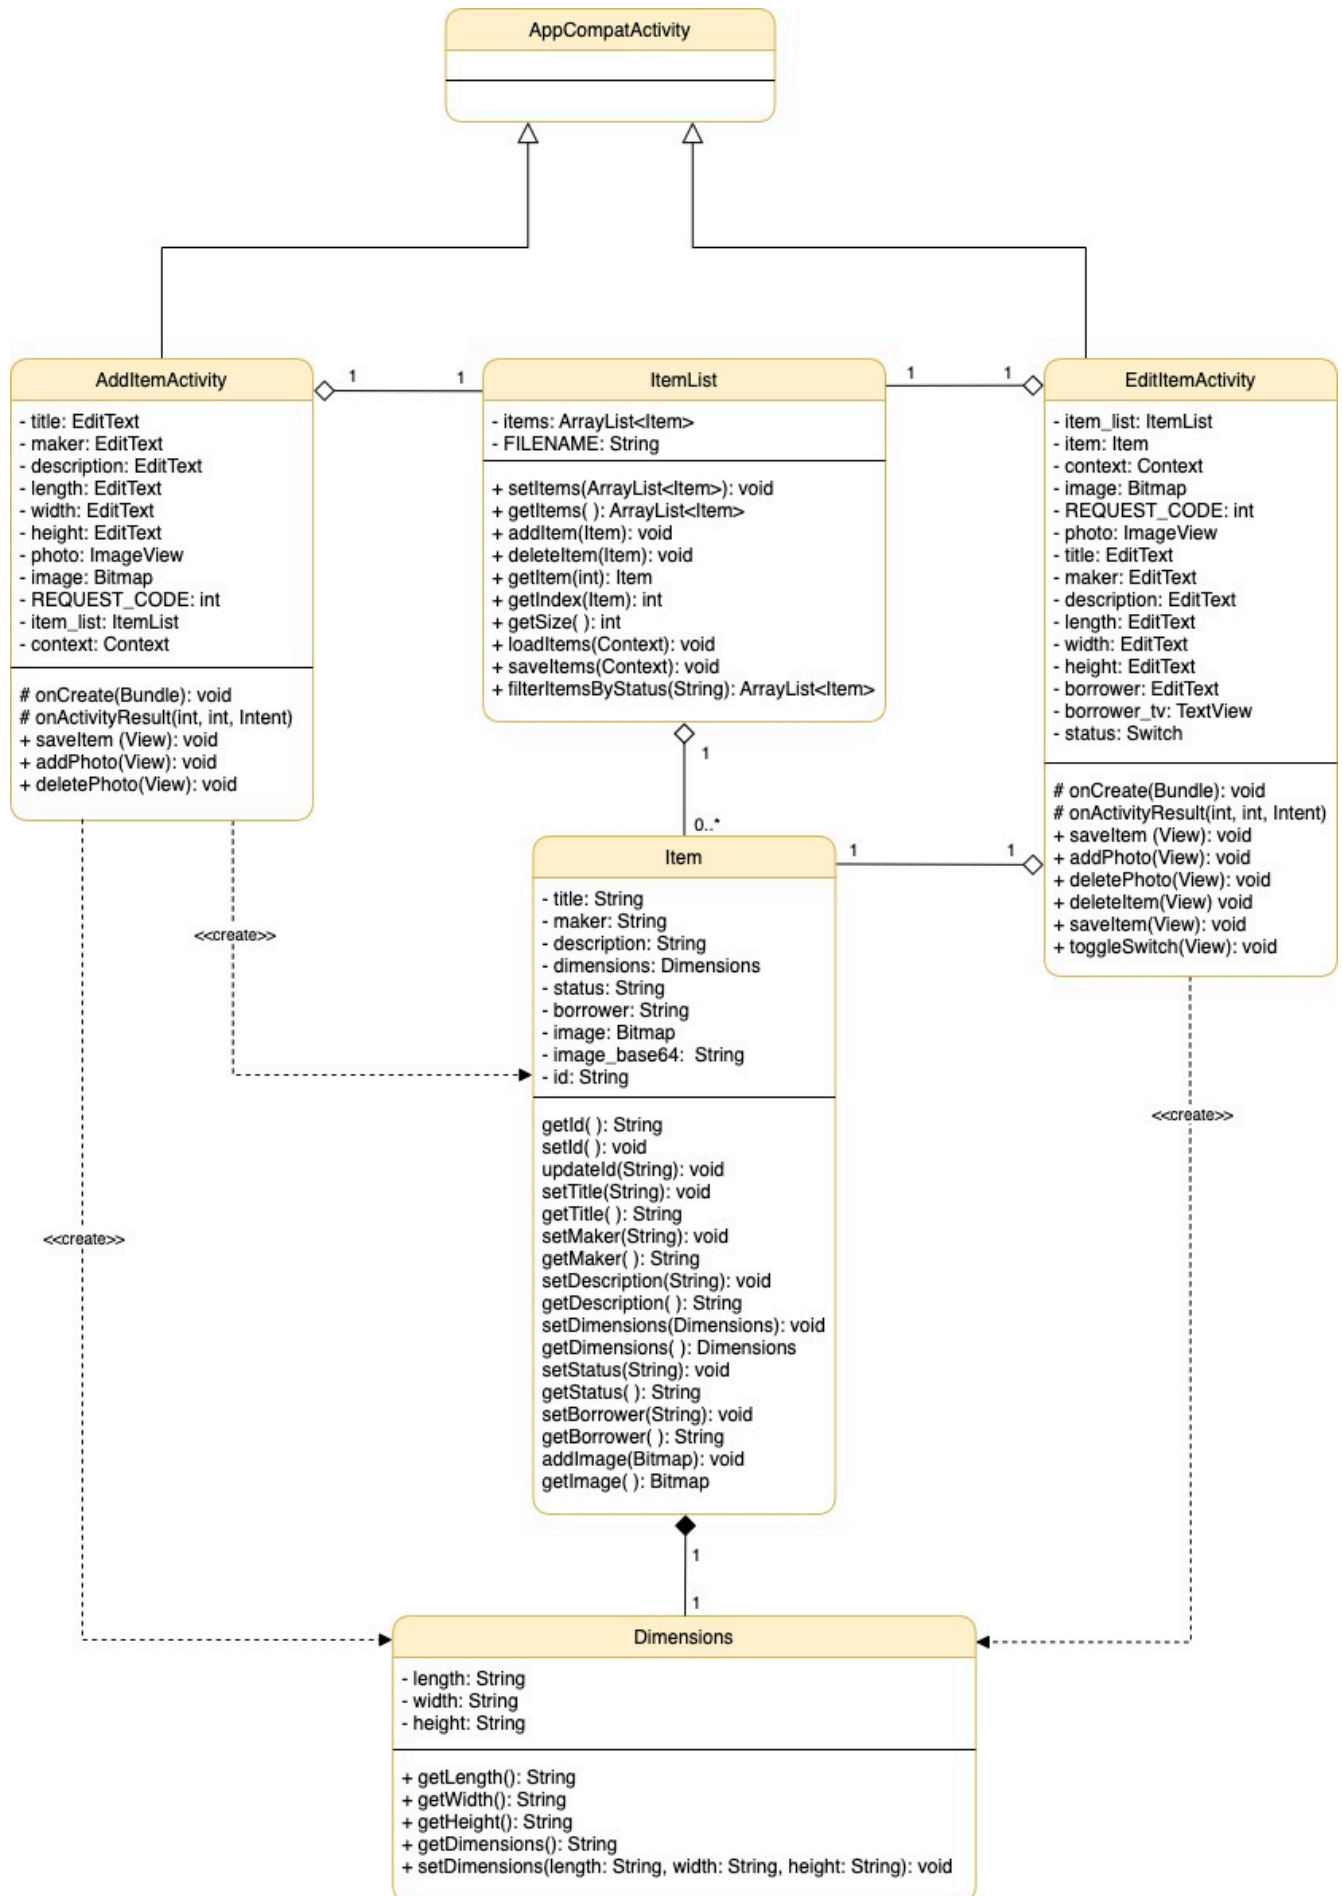 AppCompatActivity
AddItemActivity
- title: EditText
- maker: EditText
- description: EditText
- length: EditText
- width: EditText
- height: EditText
- photo: ImageView
- image: Bitmap
- REQUEST_CODE: int
- item_list: ItemList
- context: Context
# onCreate(Bundle): void
# onActivityResult(int, int, Intent)
+ saveItem (View): void
+ addPhoto(View): void
+ deletePhoto(View): void
1
1
ItemList
- items: ArrayList<Item>
- FILENAME: String
+ setItems(ArrayList<Item>): void
+ getItems( ): ArrayList<Item>
+ addItem(Item): void
+ deleteItem(Item): void
+ getItem(int): Item
+ getIndex(Item): int
+ getSize( ): int
+ loadItems(Context): void
+ saveItems(Context): void
+ filterItemsByStatus(String): ArrayList<Item>
1
1
EditItemActivity
- item_list: ItemList
- item: Item
- context: Context
- image: Bitmap
- REQUEST_CODE: int
- photo: ImageView
- title: EditText
- maker: EditText
- description: EditText
- length: EditText
- width: EditText
- height: EditText
- borrower: EditText
- borrower_tv: TextView
- status: Switch
# onCreate(Bundle): void
# onActivityResult(int, int, Intent)
+ saveItem (View): void
+ addPhoto(View): void
+ deletePhoto(View): void
+ deleteItem(View) void
+ saveItem(View): void
+ toggleSwitch(View): void
1
0..*
1
1
<<create>>
Item
- title: String
- maker: String
- description: String
- dimensions: Dimensions
- status: String
- borrower: String
- image: Bitmap
- image_base64:  String
- id: String
getId( ): String
setId( ): void
updateId(String): void
setTitle(String): void
getTitle( ): String
setMaker(String): void
getMaker( ): String
setDescription(String): void
getDescription( ): String
setDimensions(Dimensions): void
getDimensions( ): Dimensions
setStatus(String): void
getStatus( ): String
setBorrower(String): void
getBorrower( ): String
addImage(Bitmap): void
getImage( ): Bitmap
<<create>>
<<create>>
1
1
Dimensions
- length: String
- width: String
- height: String
+ getLength(): String
+ getWidth(): String
+ getHeight(): String
+ getDimensions(): String
+ setDimensions(length: String, width: String, height: String): void